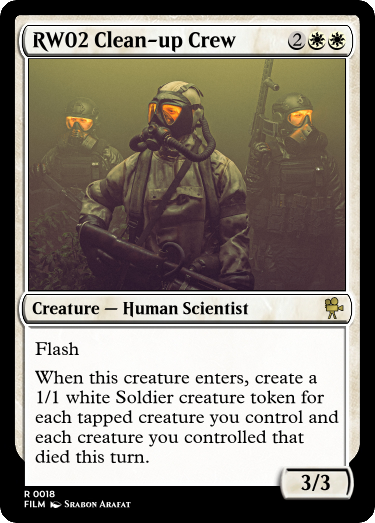 RW02 Clean-up Crew 2
Creature — Human Scientist
Flash
When this creature enters, create a
1/1 white Soldier creature token for
each tapped creature you control and
each creature you controlled that
died this turn.
3/3
R 0018
FILM Srabon Arafat